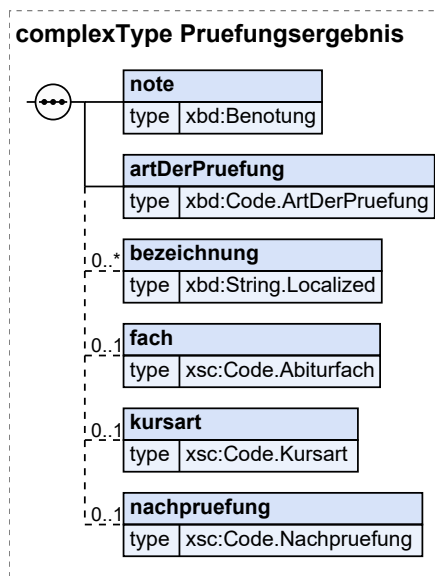 complexType Pruefungsergebnis
note
type xbd:Benotung
artDerPruefung
type xbd:Code.ArtDerPruefung
0..* bezeichnung
type xbd:String.Localized
0..1 fach
type xsc:Code.Abiturfach
0..1 kursart
type xsc:Code.Kursart
0..1 nachpruefung
type xsc:Code.Nachpruefung